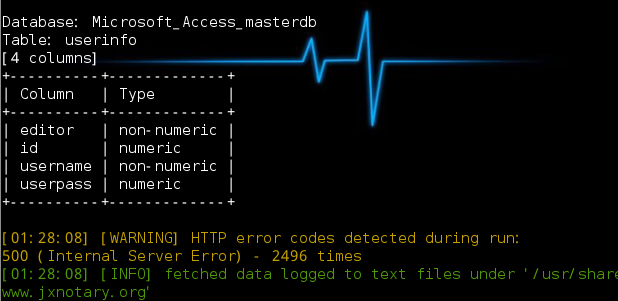 Database: Microsoft_Access_masterdb
Table: userinfo
[4 columns]
+----------+-------------+
| Column | Type |
+----------+-------------+
| editor | non-numeric |
| id | numeric |
| username | non-numeric |
| userpass | numeric |
+----------+-------------+
[01:28:08] [WARNING] HTTP error codes detected during run:
500 (Internal Server Error) - 2496 times
[01:28:08] [INFO] fetched data logged to text files under '/usr/share
www.jxnotary.org'